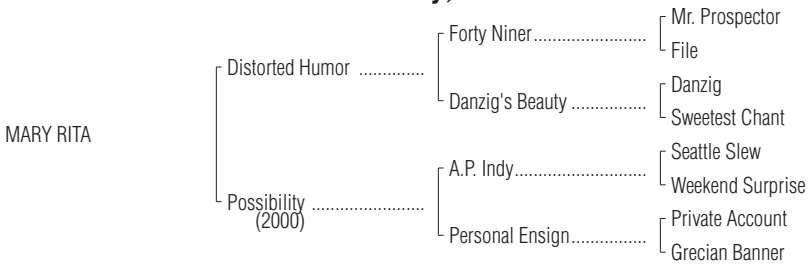 Mr. Prospector
Forty Niner
File
Distorted Humor
Danzig
Danzig's Beauty
Sweetest Chant
MARY RITA
Seattle Slew
A.P. Indy
Weekend Surprise
Possibility
(2000)
Private Account
Personal Ensign
Grecian Banner